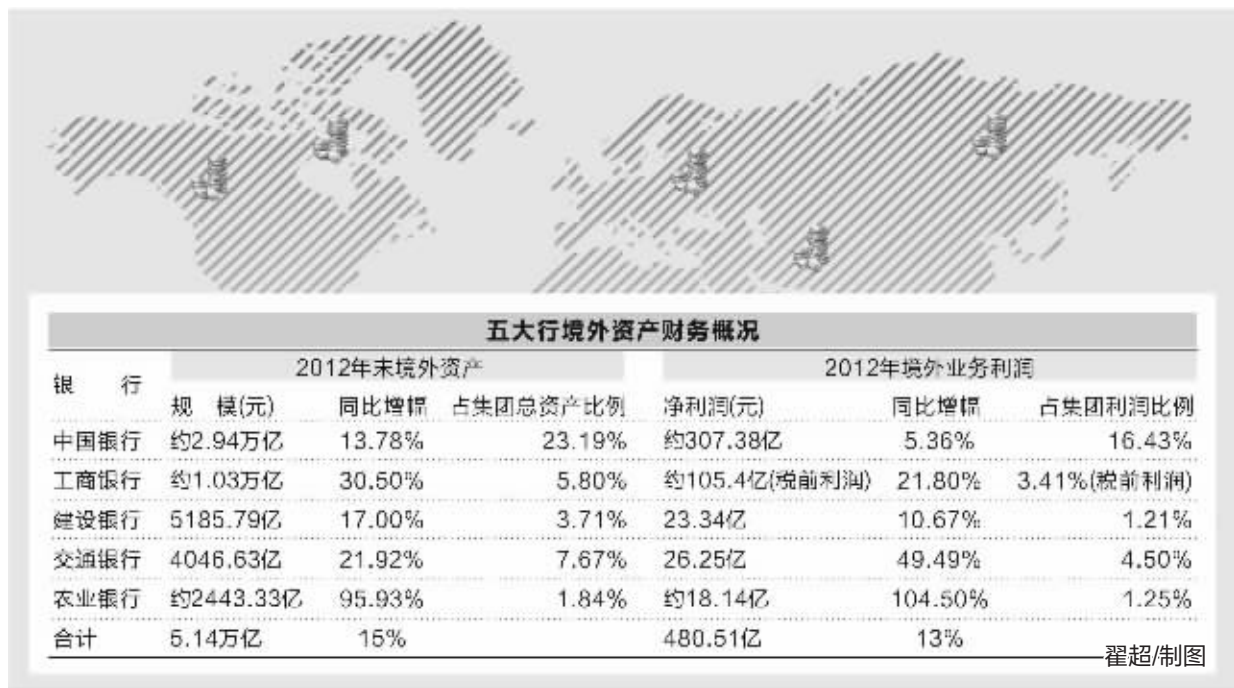 五大行境外资产财务概况
银 行 2012年末境外资产 2012年境外业务利润
规 模(元) 同比增幅 占集团总资产比例 净利润(元) 同比增幅 占集团利润比例
中国银行 约2.94万亿 13.78% 23.19% 约307.38亿 5.36% 16.43%
工商银行 约1.03万亿 30.50% 5.80% 约105.4亿(税前利润) 21.80% 3.41%(税前利润)
建设银行 5185.79亿 17.00% 3.71% 23.34亿 10.67% 1.21%
交通银行 4046.63亿 21.92% 7.67% 26.25亿 49.49% 4.50%
农业银行 约2443.33亿 95.93% 1.84% 约18.14亿 104.50% 1.25%
合计 5.14万亿 15% 480.51亿 13%
翟超/制图